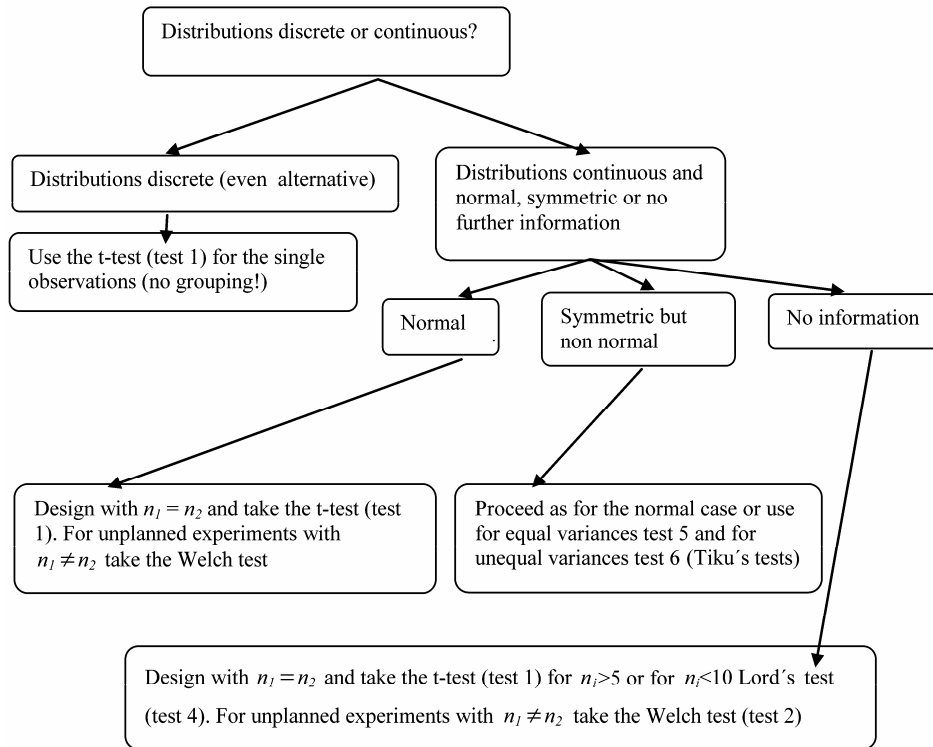 Distributions discrete or continuous?
Distributions discrete (even alternative)
Distributions continuous and
normal, symmetric or no
further information
Use the t-test (test 1) for the single
observations (no grouping!)
Normal
Symmetric but
non normal
No information
Design with n₁ = n₂ and take the t-test (test
1). For unplanned experiments with
n₁ ≠ n₂ take the Welch test
Proceed as for the normal case or use
for equal variances test 5 and for
unequal variances test 6 (Tiku´s tests)
Design with n₁ = n₂ and take the t-test (test 1) for nᵢ>5 or for nᵢ<10 Lord´s test
(test 4). For unplanned experiments with n₁ ≠ n₂ take the Welch test (test 2)